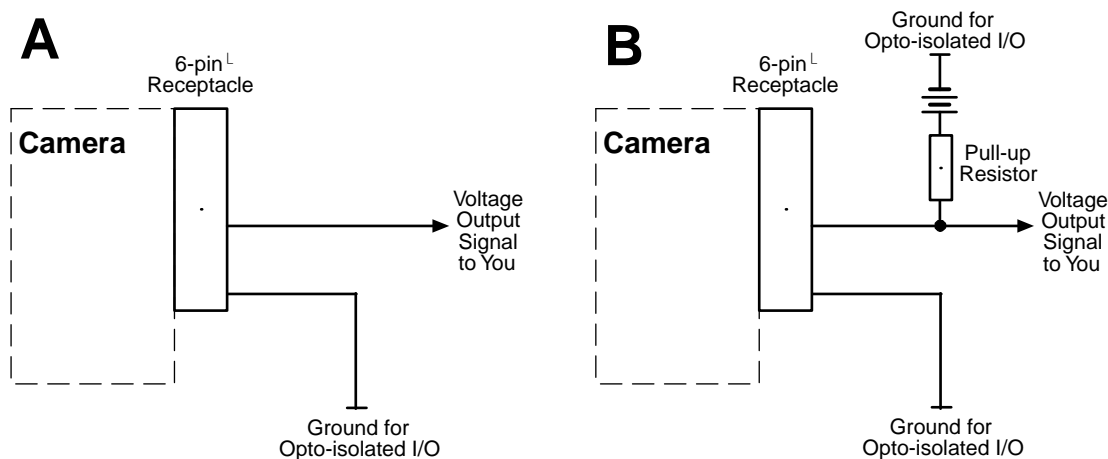 A
6-pin
Receptacle
Camera
Voltage
Output
Signal
to You
Ground for
Opto-isolated I/O
B
Ground for
Opto-isolated I/O
6-pin
Receptacle
Camera
Pull-up
Resistor
Voltage
Output
Signal
to You
Ground for
Opto-isolated I/O